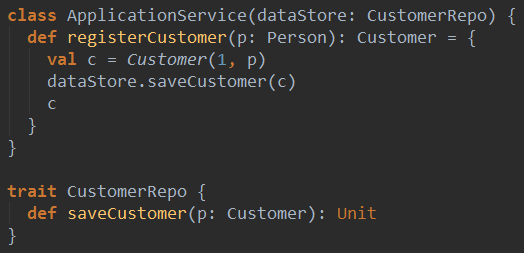 class ApplicationService(dataStore: CustomerRepo) {
  def registerCustomer(p: Person): Customer = {
    val c = Customer(1, p)
    dataStore.saveCustomer(c)
    c
  }
}

trait CustomerRepo {
  def saveCustomer(p: Customer): Unit
}